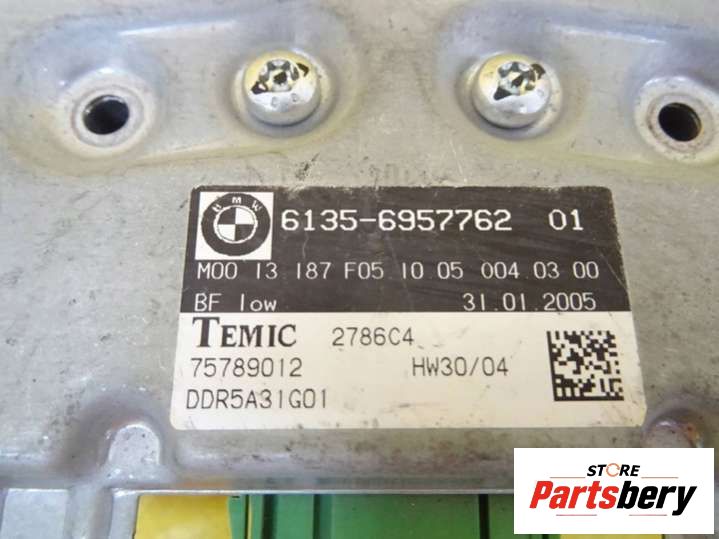 BMW
6135-6957762 01
M00 13 187 F05 10 05 004 03 00
BF low 31.01.2005
TEMIC 2786C4
75789012 HW30/04
DDR5A31G01
STORE
Partsbery